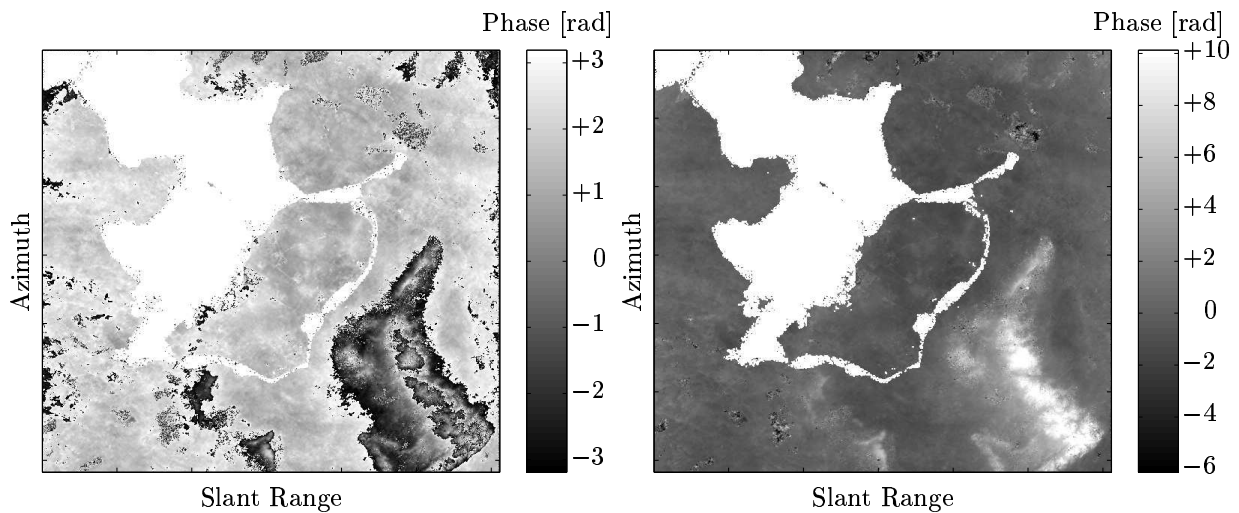 Phase [rad]
+3
+2
+1
0
−1
−2
−3
Azimuth
Slant Range
Phase [rad]
+10
+8
+6
+4
+2
0
−2
−4
−6
Azimuth
Slant Range